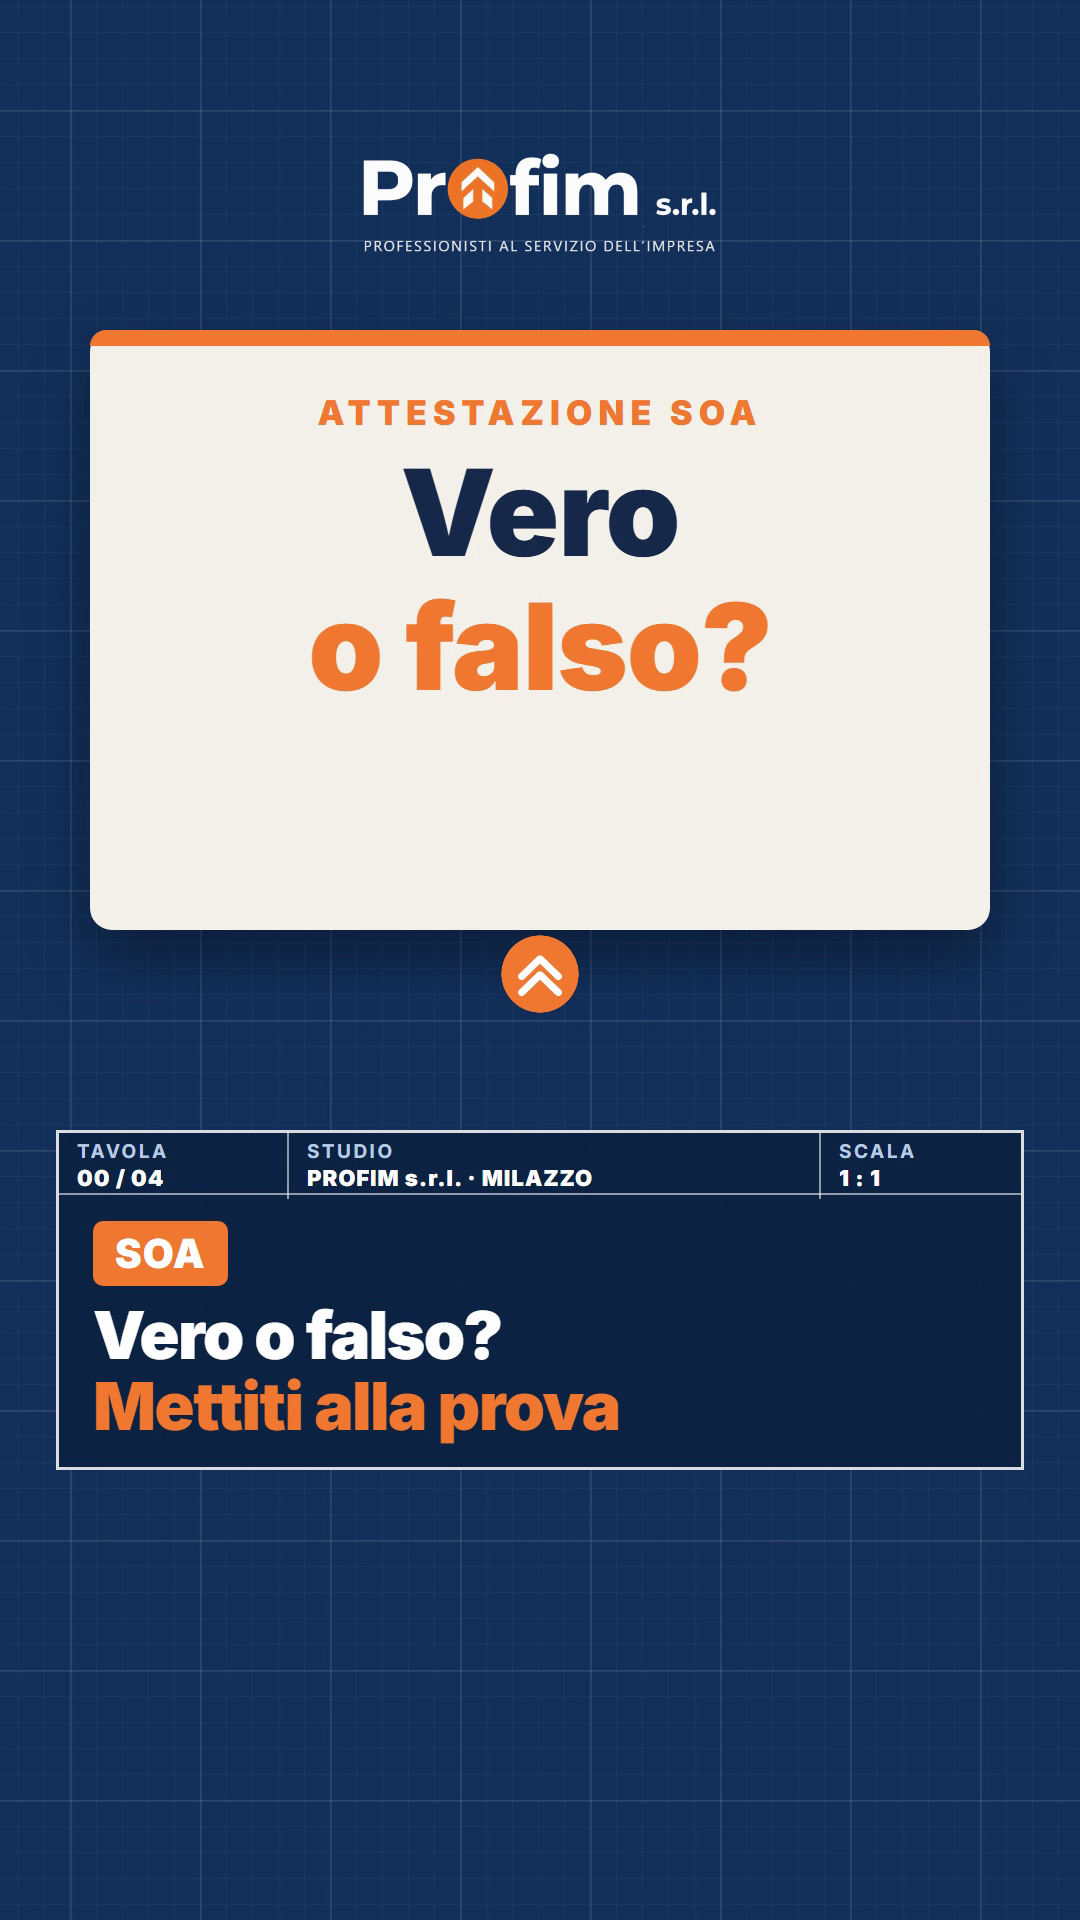 Profim s.r.l.
PROFESSIONISTI AL SERVIZIO DELL'IMPRESA
ATTESTAZIONE SOA
Vero
o falso?
TAVOLA
00 / 04
STUDIO
PROFIM s.r.l. · MILAZZO
SCALA
1 : 1
SOA
Vero o falso?
Mettiti alla prova